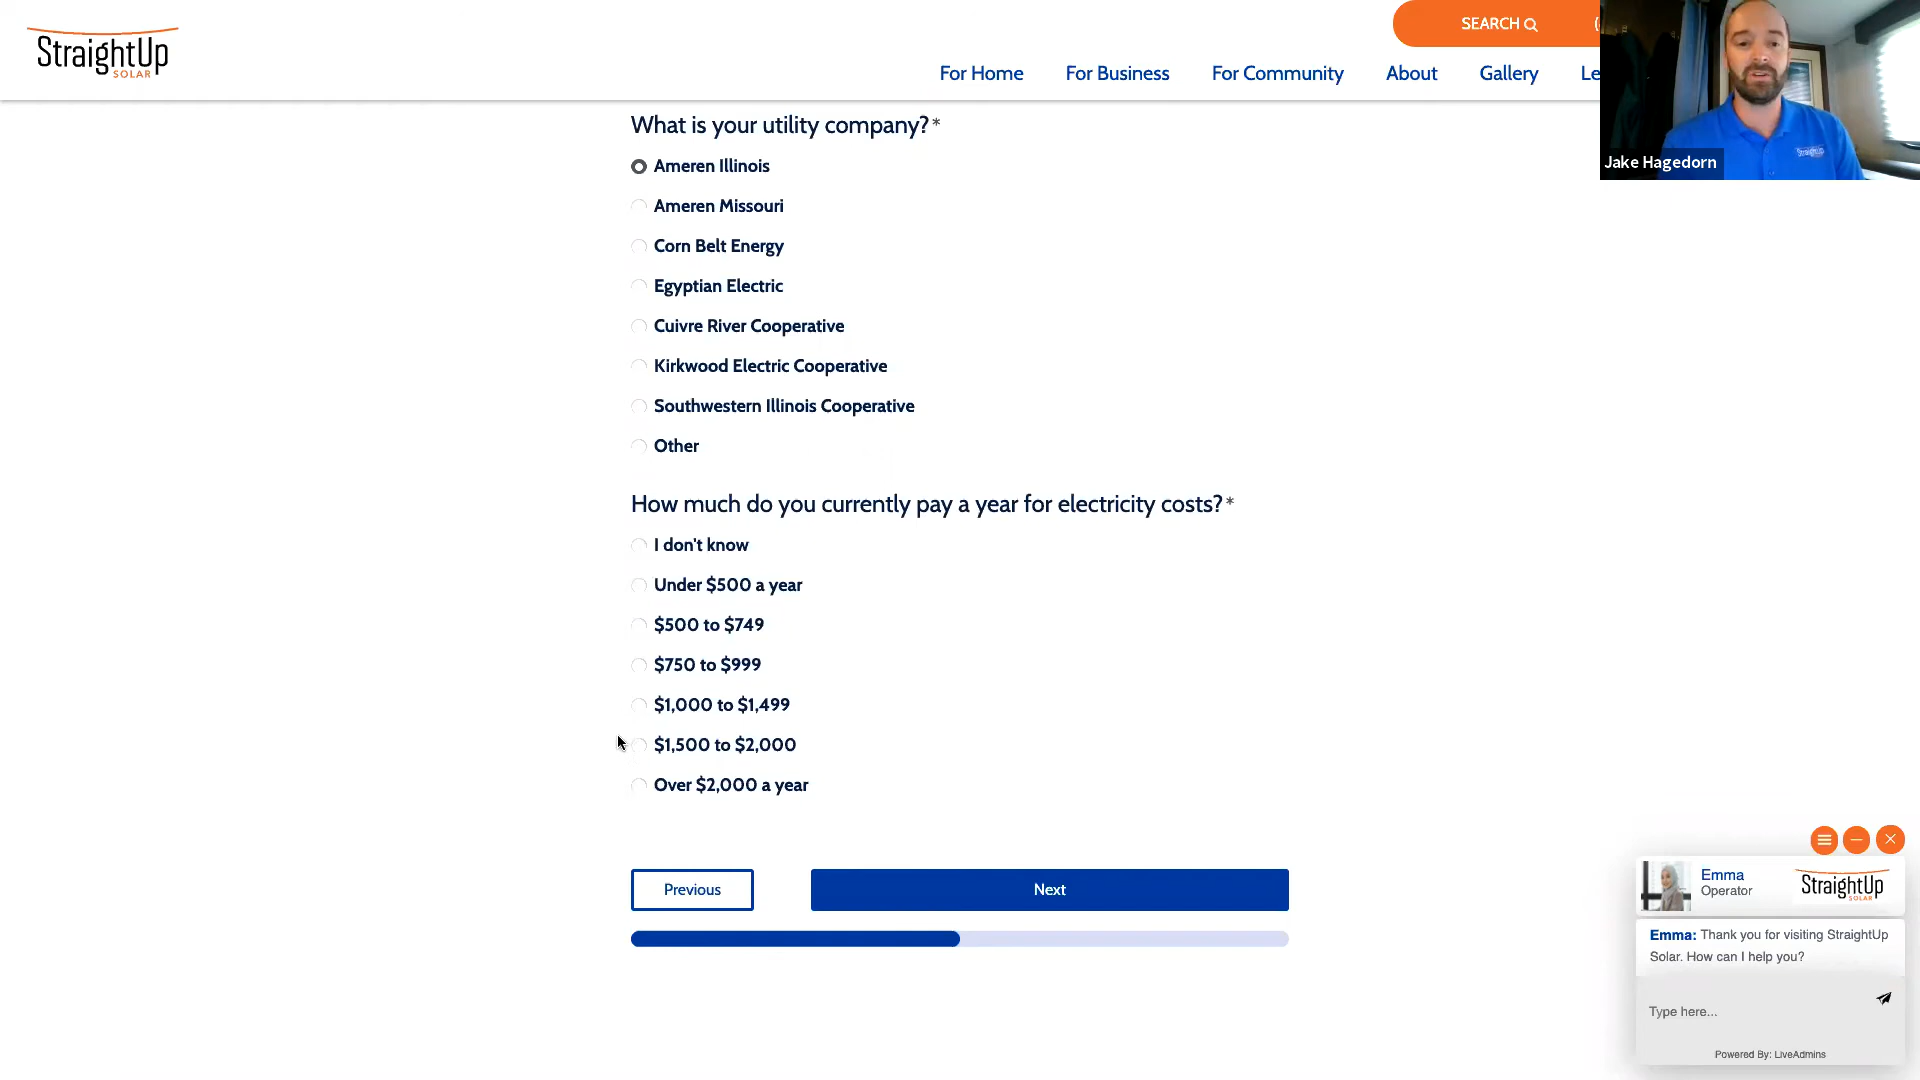 StraightUp
SOLAR
SEARCH
For Home
For Business
For Community
About
Gallery
Le
Jake Hagedorn
StraightUp
What is your utility company?*
Ameren Illinois
Ameren Missouri
Corn Belt Energy
Egyptian Electric
Cuivre River Cooperative
Kirkwood Electric Cooperative
Southwestern Illinois Cooperative
Other
How much do you currently pay a year for electricity costs?*
I don't know
Under $500 a year
$500 to $749
$750 to $999
$1,000 to $1,499
$1,500 to $2,000
Over $2,000 a year
Previous
Next
Emma
Operator
StraightUp
SOLAR
Emma: Thank you for visiting StraightUp
Solar. How can I help you?
Type here...
Powered By: LiveAdmins